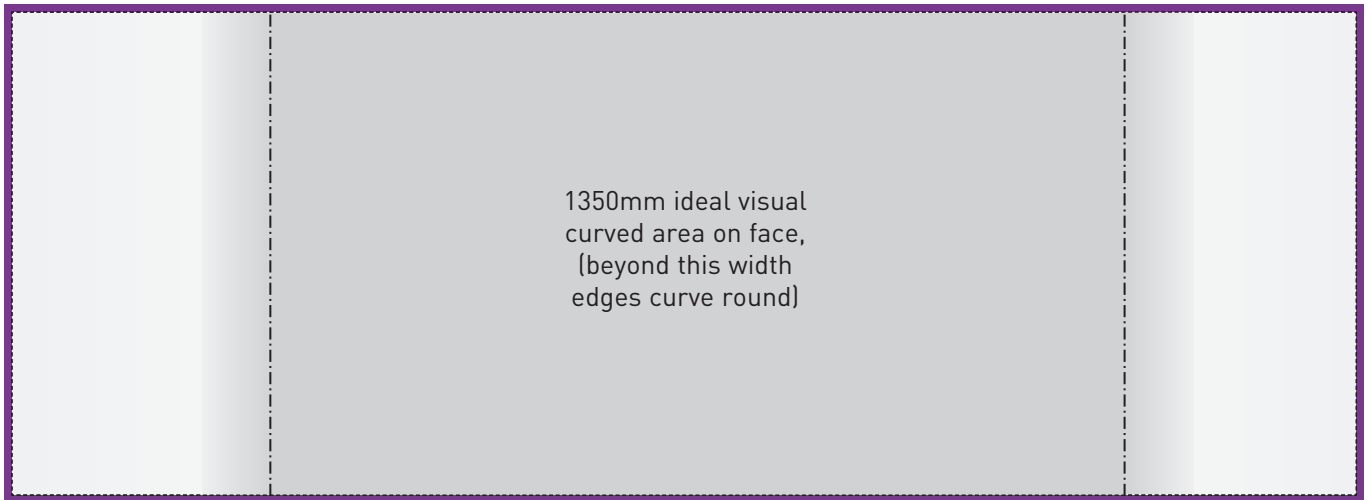 1350mm ideal visual
curved area on face,
(beyond this width
edges curve round)